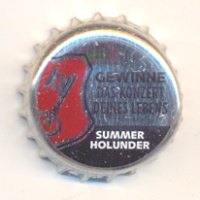 GEWINNE
DAS KONZERT
DEINES LEBENS
SUMMER
HOLUNDER